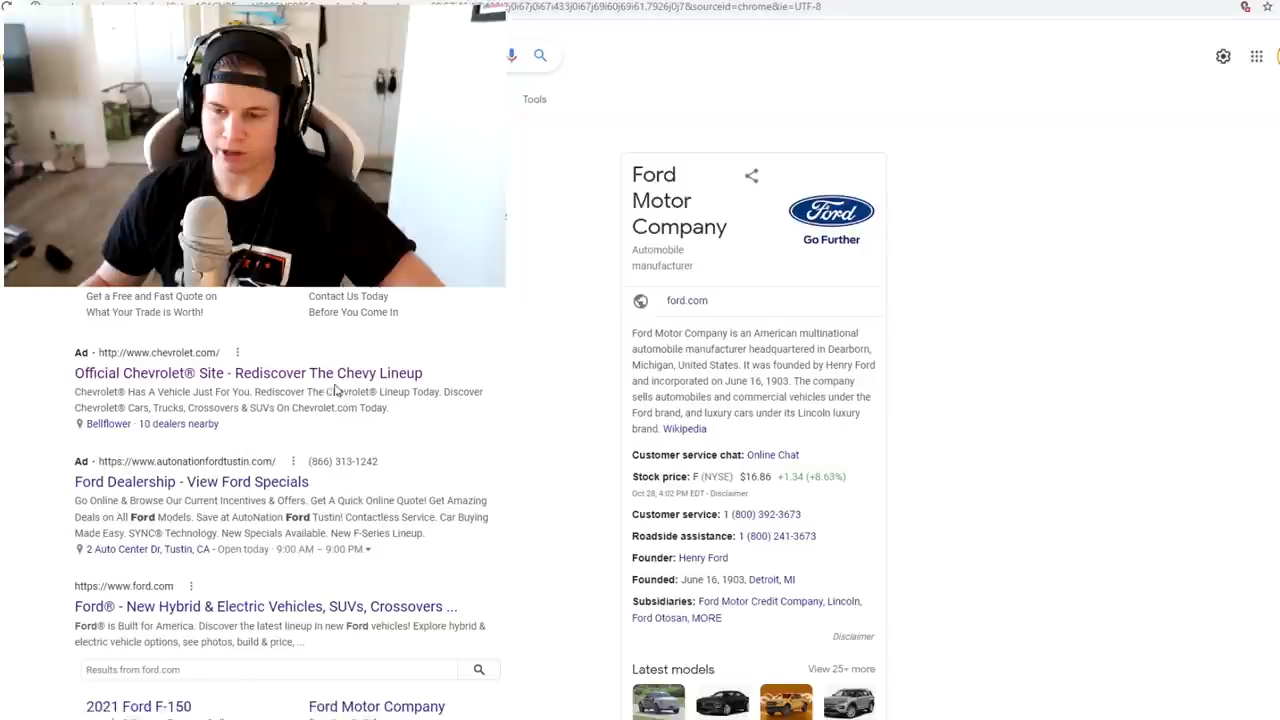 j0i67j0i67i433j0i67j69i60j69i61.7926j0j7&sourceid=chrome&ie=UTF-8
Tools
Get a Free and Fast Quote on
What Your Trade is Worth!
Contact Us Today
Before You Come In
Ad · http://www.chevrolet.com/
Official Chevrolet® Site - Rediscover The Chevy Lineup
Chevrolet® Has A Vehicle Just For You. Rediscover The Chevrolet® Lineup Today. Discover
Chevrolet® Cars, Trucks, Crossovers & SUVs On Chevrolet.com Today.
Bellflower · 10 dealers nearby
Ad · https://www.autonationfordtustin.com/ (866) 313-1242
Ford Dealership - View Ford Specials
Go Online & Browse Our Current Incentives & Offers. Get A Quick Online Quote! Get Amazing
Deals on All Ford Models. Save at AutoNation Ford Tustin! Contactless Service. Car Buying
Made Easy. SYNC® Technology. New Specials Available. New F-Series Lineup.
2 Auto Center Dr, Tustin, CA - Open today · 9:00 AM – 9:00 PM
https://www.ford.com
Ford® - New Hybrid & Electric Vehicles, SUVs, Crossovers ...
Ford® is Built for America. Discover the latest lineup in new Ford vehicles! Explore hybrid &
electric vehicle options, see photos, build & price, ...
Results from ford.com
2021 Ford F-150
Ford Motor Company
Ford
Motor
Company
Automobile
manufacturer
Ford
Go Further
ford.com
Ford Motor Company is an American multinational
automobile manufacturer headquartered in Dearborn,
Michigan, United States. It was founded by Henry Ford
and incorporated on June 16, 1903. The company
sells automobiles and commercial vehicles under the
Ford brand, and luxury cars under its Lincoln luxury
brand. Wikipedia
Customer service chat: Online Chat
Stock price: F (NYSE) $16.86 +1.34 (+8.63%)
Oct 28, 4:02 PM EDT - Disclaimer
Customer service: 1 (800) 392-3673
Roadside assistance: 1 (800) 241-3673
Founder: Henry Ford
Founded: June 16, 1903, Detroit, MI
Subsidiaries: Ford Motor Credit Company, Lincoln,
Ford Otosan, MORE
Disclaimer
Latest models
View 25+ more